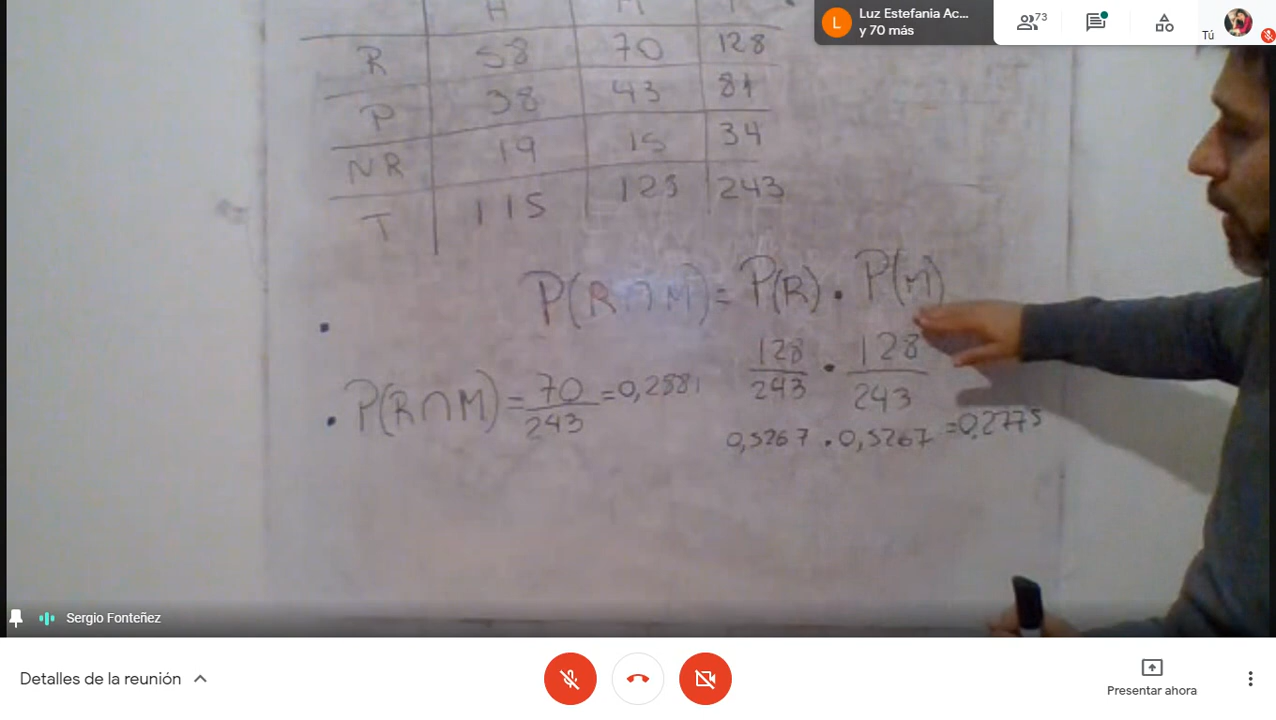 H M T
R 58 70 128
P 38 43 81
NR 19 15 34
T 115 123 243
P(R∩M)= P(R) . P(M)
128/243 . 128/243
. P(R∩M) = 70/243 = 0,2881
0,5267 . 0,5267 = 0,2775
Luz Estefania Ac...
y 70 más
L
73
Tú
Sergio Fonteñez
Detalles de la reunión
Presentar ahora